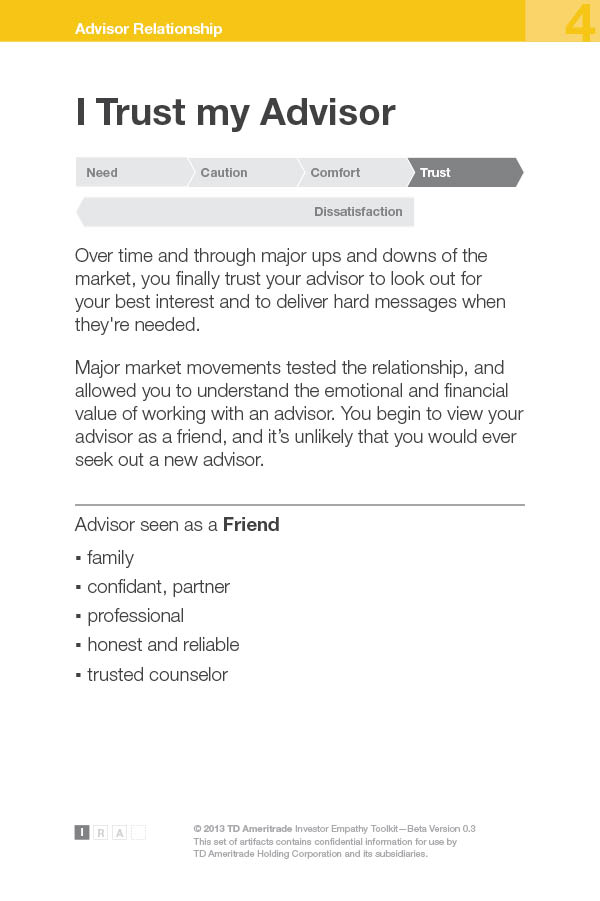 Advisor Relationship
4
I Trust my Advisor
Need
Caution
Comfort
Trust
Dissatisfaction
Over time and through major ups and downs of the
market, you finally trust your advisor to look out for
your best interest and to deliver hard messages when
they're needed.
Major market movements tested the relationship, and
allowed you to understand the emotional and financial
value of working with an advisor. You begin to view your
advisor as a friend, and it’s unlikely that you would ever
seek out a new advisor.
Advisor seen as a Friend
▪ family
▪ confidant, partner
▪ professional
▪ honest and reliable
▪ trusted counselor
I R A
© 2013 TD Ameritrade Investor Empathy Toolkit—Beta Version 0.3
This set of artifacts contains confidential information for use by
TD Ameritrade Holding Corporation and its subsidiaries.